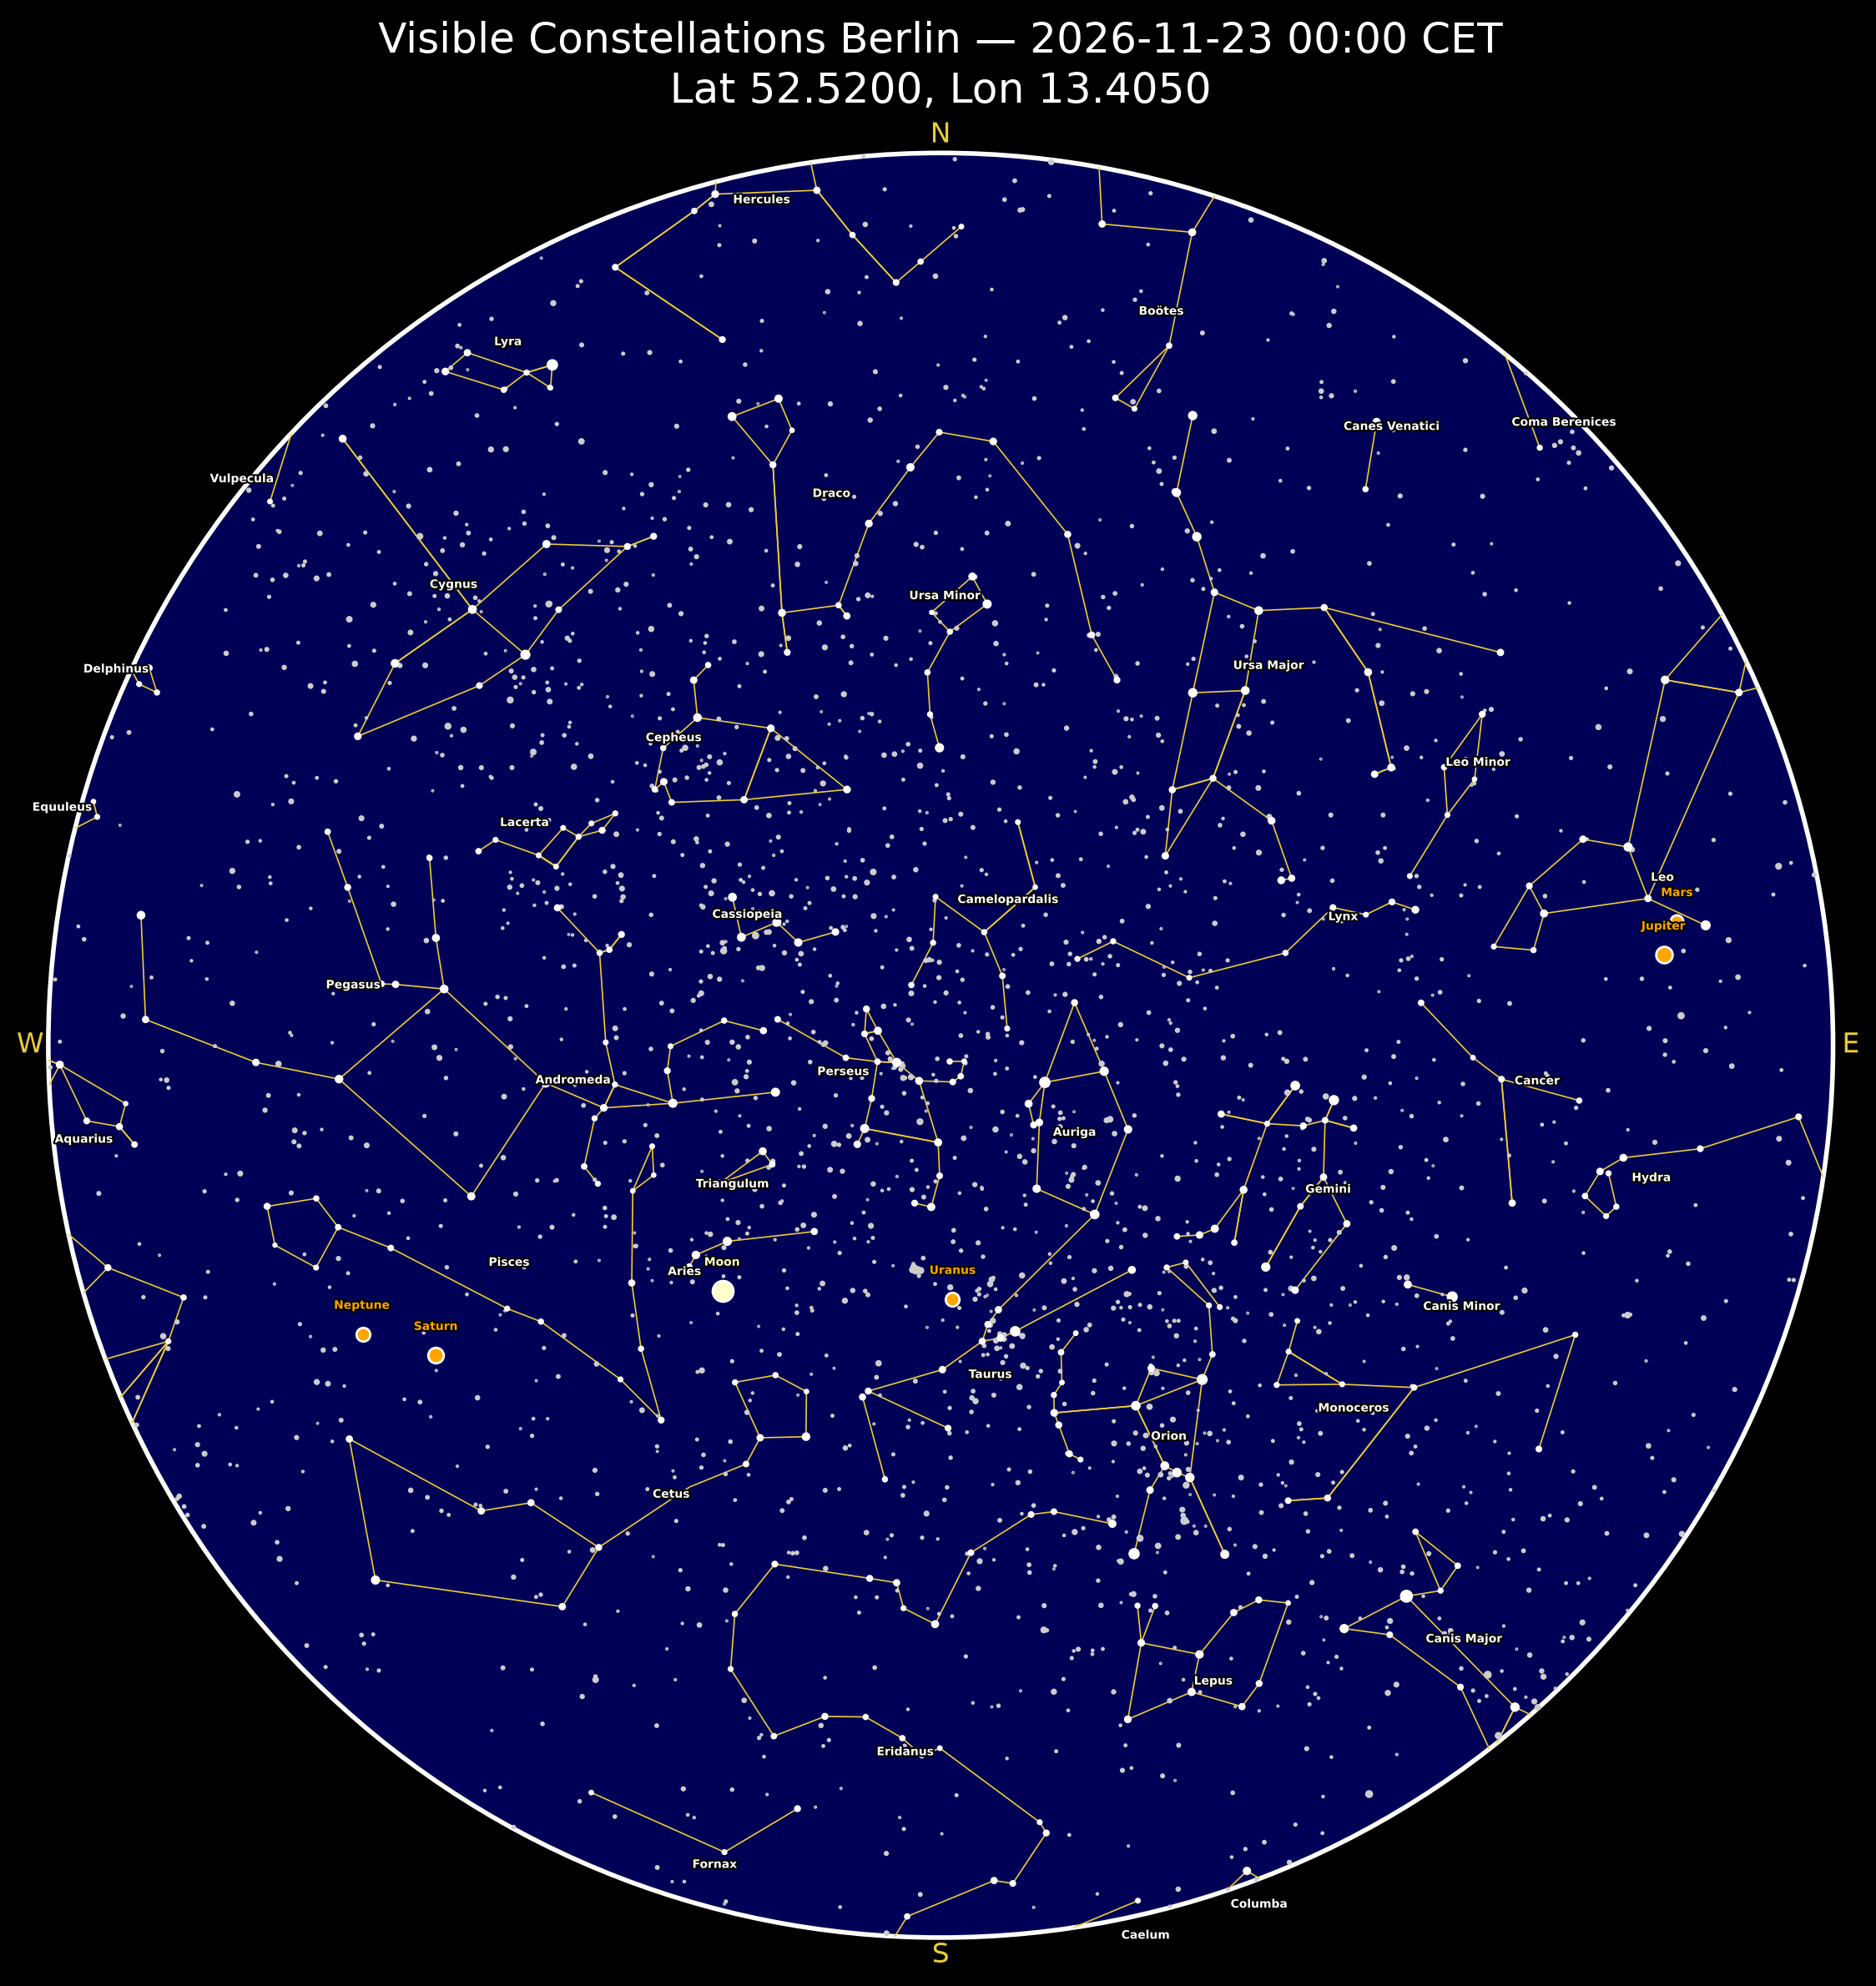 Visible Constellations Berlin — 2026-11-23 00:00 CET
Lat 52.5200, Lon 13.4050
N
Hercules
Boötes
Lyra
Coma Berenices
Canes Venatici
Vulpecula
Draco
Cygnus
Ursa Minor
Ursa Major
Delphinus
Cepheus
Leo Minor
Equuleus
Lacerta
Leo
Mars
Camelopardalis
Cassiopeia
Lynx
Jupiter
Pegasus
W
E
Perseus
Andromeda
Cancer
Auriga
Aquarius
Hydra
Triangulum
Gemini
Pisces
Moon
Aries
Uranus
Neptune
Canis Minor
Saturn
Taurus
Monoceros
Orion
Cetus
Canis Major
Lepus
Eridanus
Fornax
Columba
Caelum
S